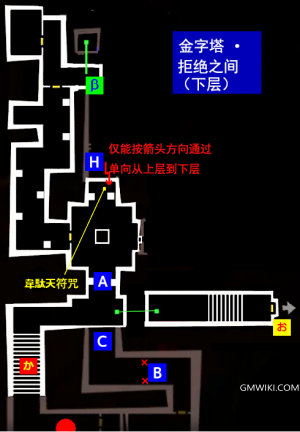 金字塔 ·
拒绝之间
（下层）
β
仅能按箭头方向通过
H
单向从上层到下层
韋駄天符咒
A
お
C
か
B
GMWIKI.COM